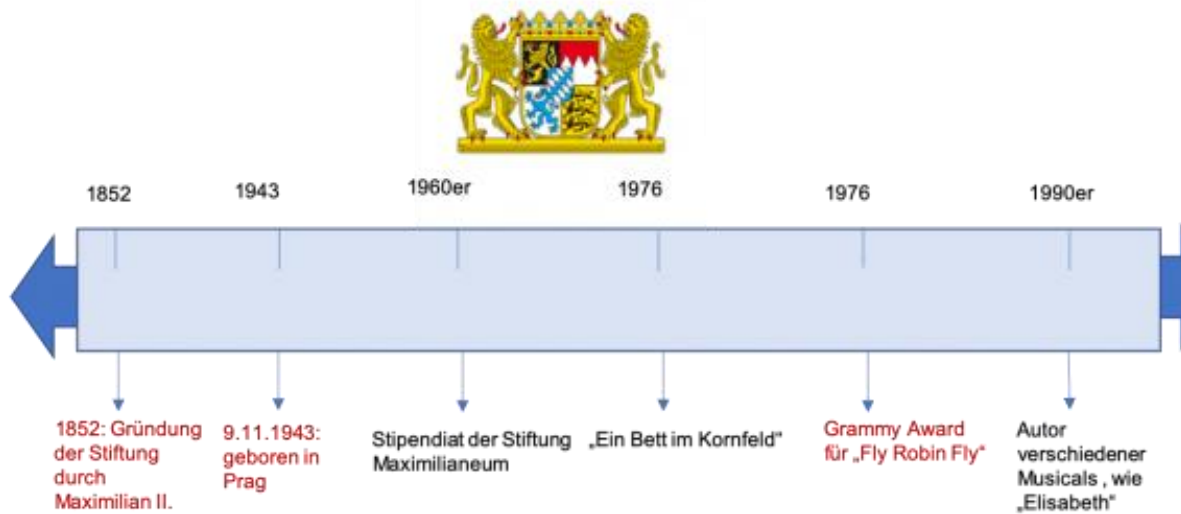 1852
1943
1960er
1976
1976
1990er
1852: Gründung
der Stiftung
durch
Maximilian II.
9.11.1943:
geboren in
Prag
Stipendiat der Stiftung
Maximilianeum
„Ein Bett im Kornfeld“
Grammy Award
für „Fly Robin Fly“
Autor
verschiedener
Musicals , wie
„Elisabeth“